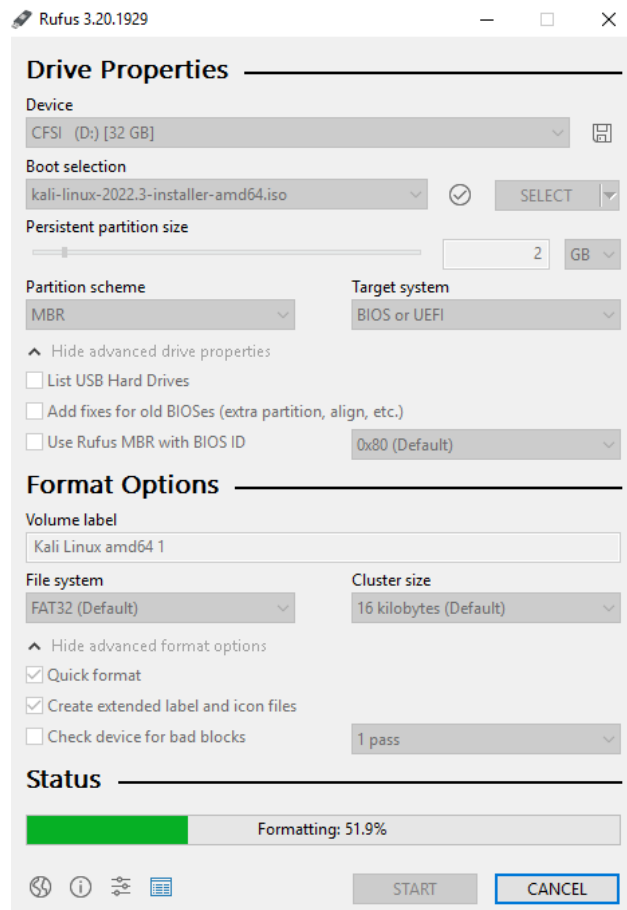 Rufus 3.20.1929
Drive Properties
Device
CFSI (D:) [32 GB]
Boot selection
kali-linux-2022.3-installer-amd64.iso
SELECT
Persistent partition size
2 GB
Partition scheme Target system
MBR BIOS or UEFI
Hide advanced drive properties
List USB Hard Drives
Add fixes for old BIOSes (extra partition, align, etc.)
Use Rufus MBR with BIOS ID 0x80 (Default)
Format Options
Volume label
Kali Linux amd64 1
File system Cluster size
FAT32 (Default) 16 kilobytes (Default)
Hide advanced format options
Quick format
Create extended label and icon files
Check device for bad blocks 1 pass
Status
Formatting: 51.9%
START CANCEL